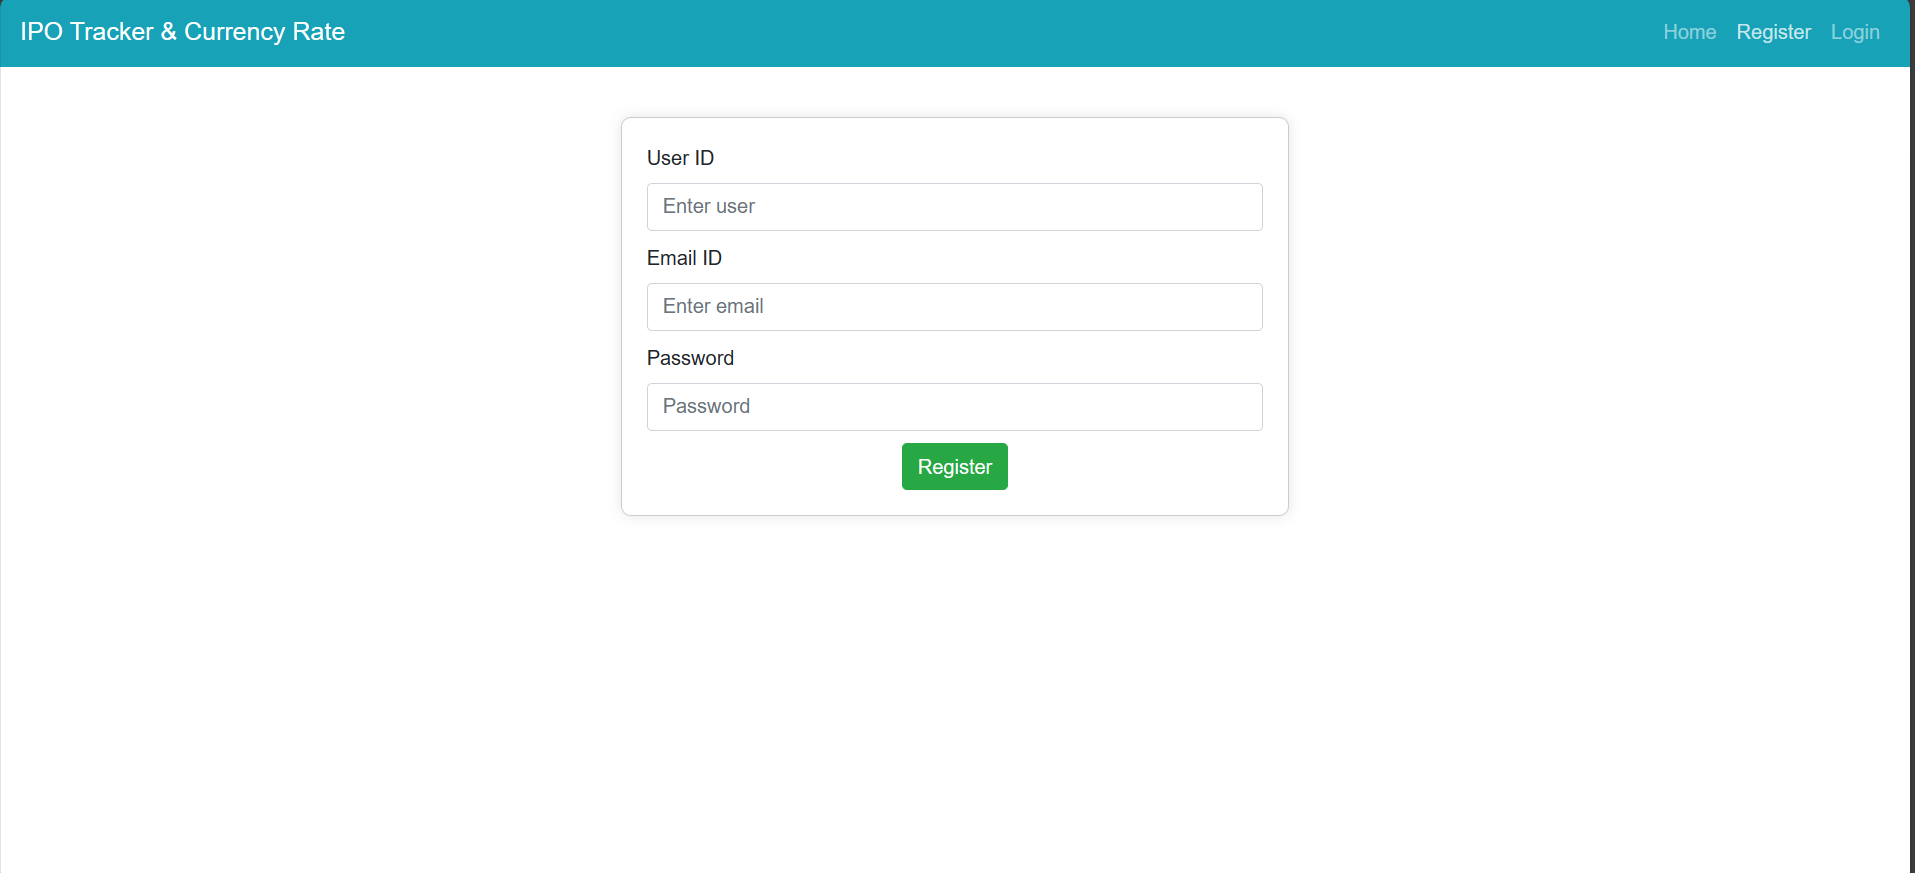 IPO Tracker & Currency Rate
Home Register Login
User ID
Enter user
Email ID
Enter email
Password
Password
Register